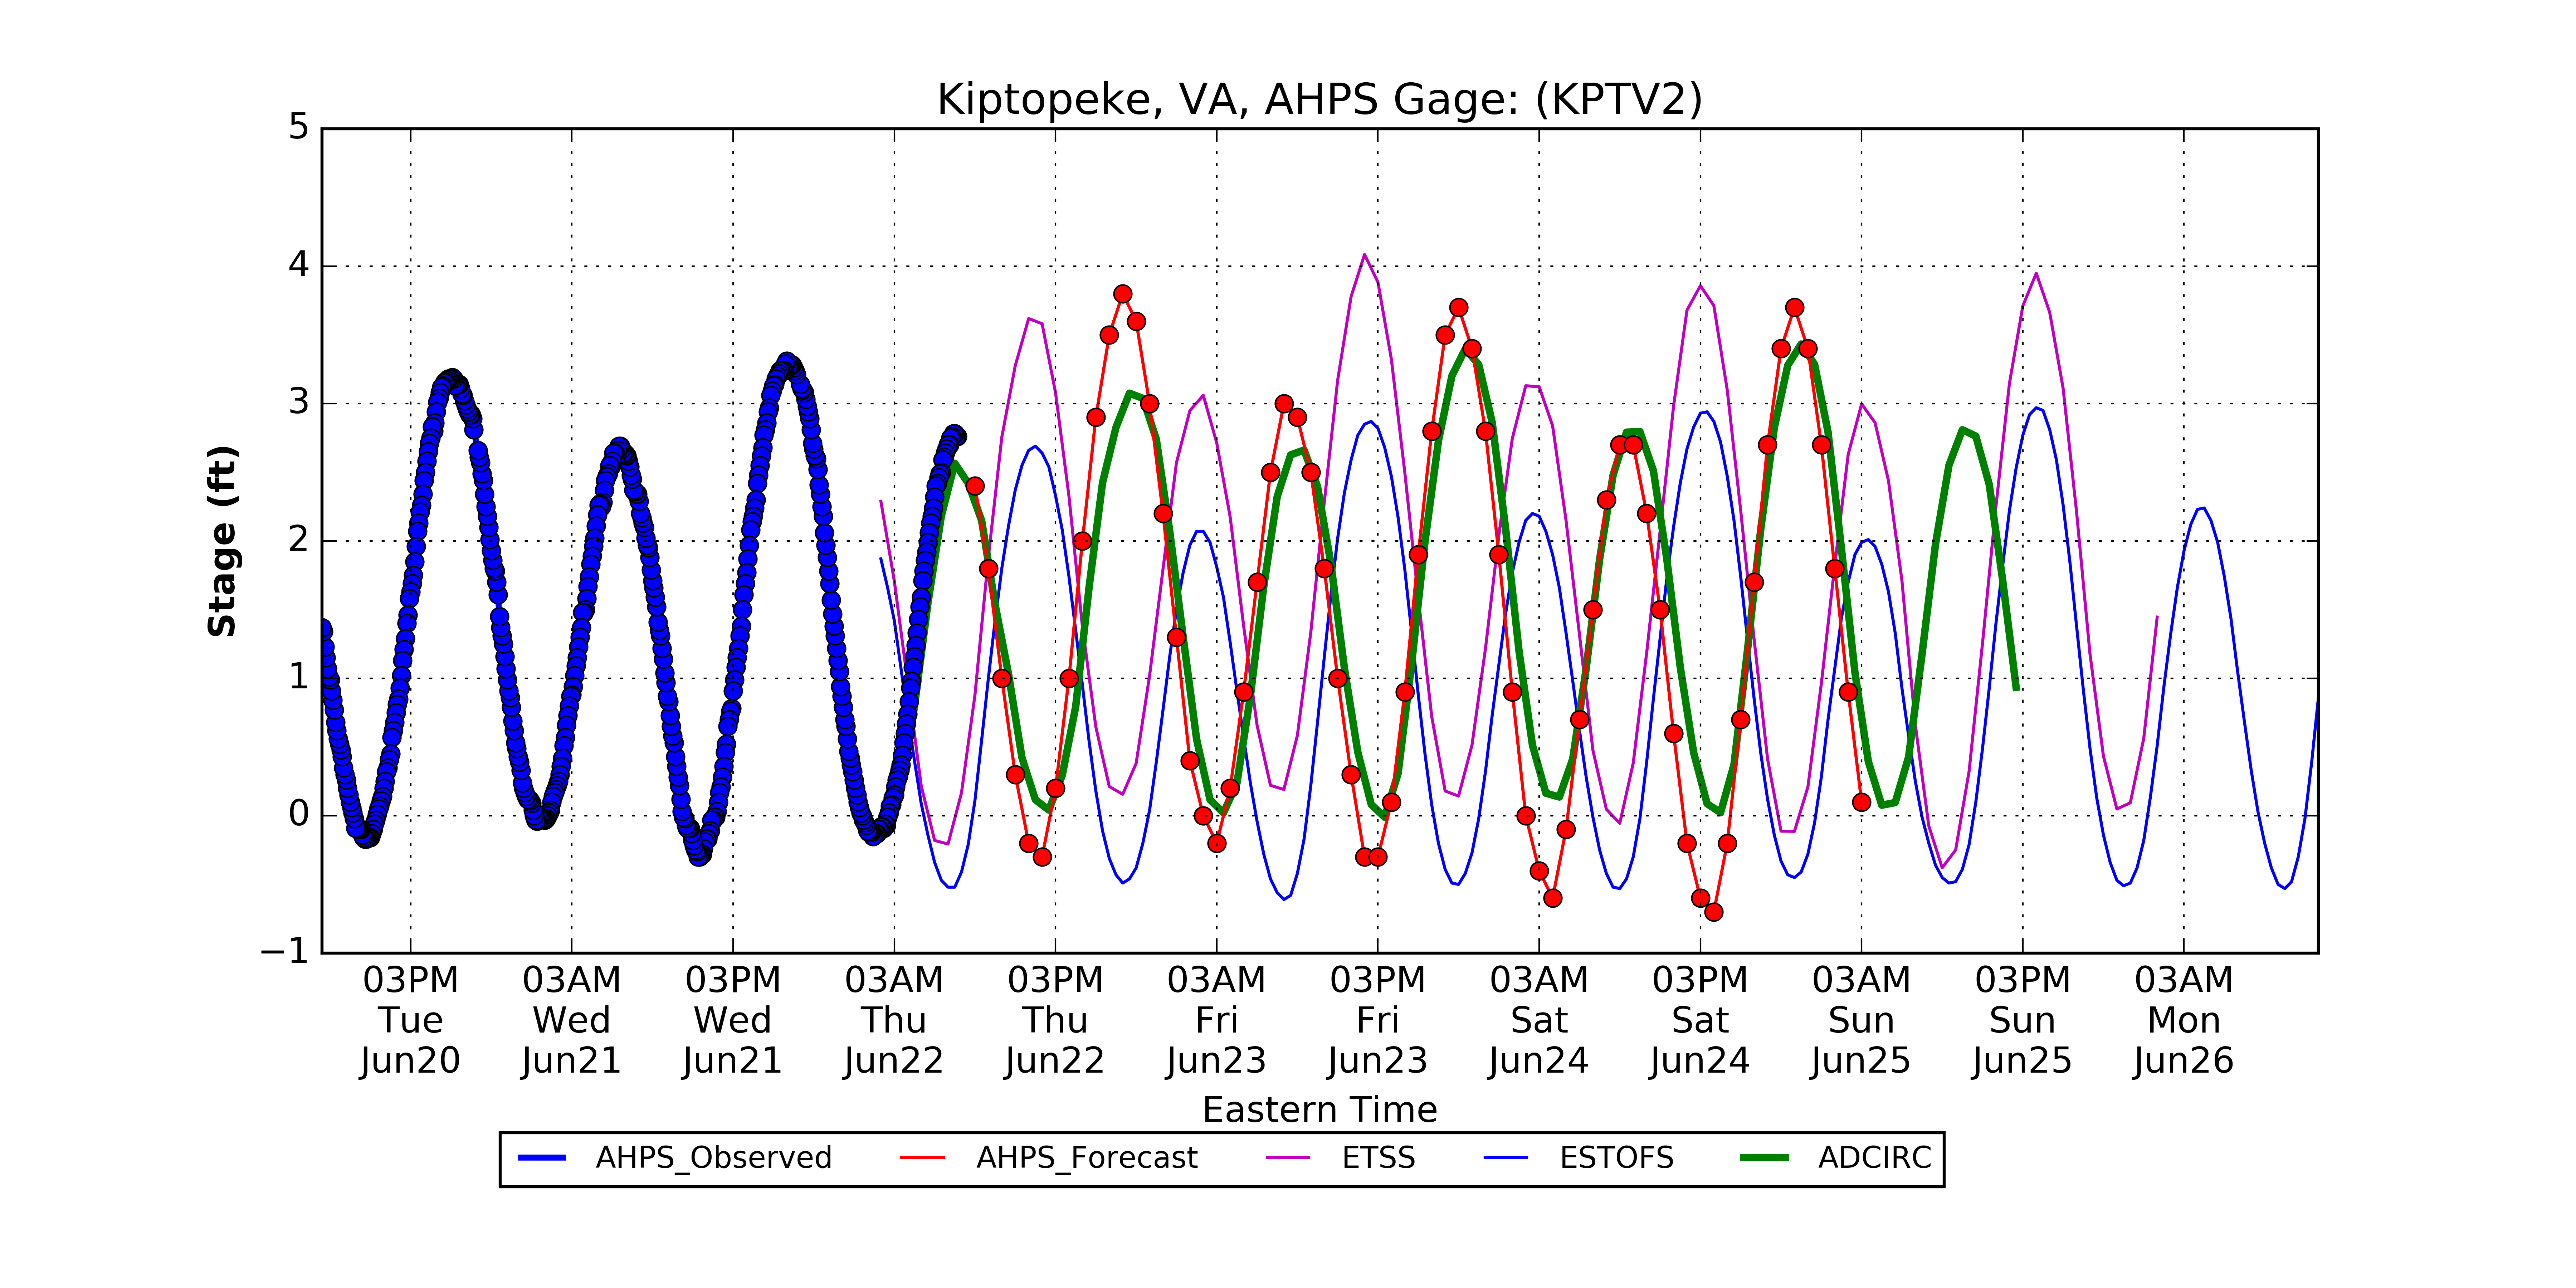 Kiptopeke, VA, AHPS Gage: (KPTV2)
5
4
3
2
1
0
−1
Stage (ft)
03PM 03AM 03PM 03AM 03PM 03AM 03PM 03AM 03PM 03AM 03PM 03AM
Tue Wed Wed Thu Thu Fri Fri Sat Sat Sun Sun Mon
Jun20 Jun21 Jun21 Jun22 Jun22 Jun23 Jun23 Jun24 Jun24 Jun25 Jun25 Jun26
Eastern Time
AHPS_Observed AHPS_Forecast ETSS ESTOFS ADCIRC